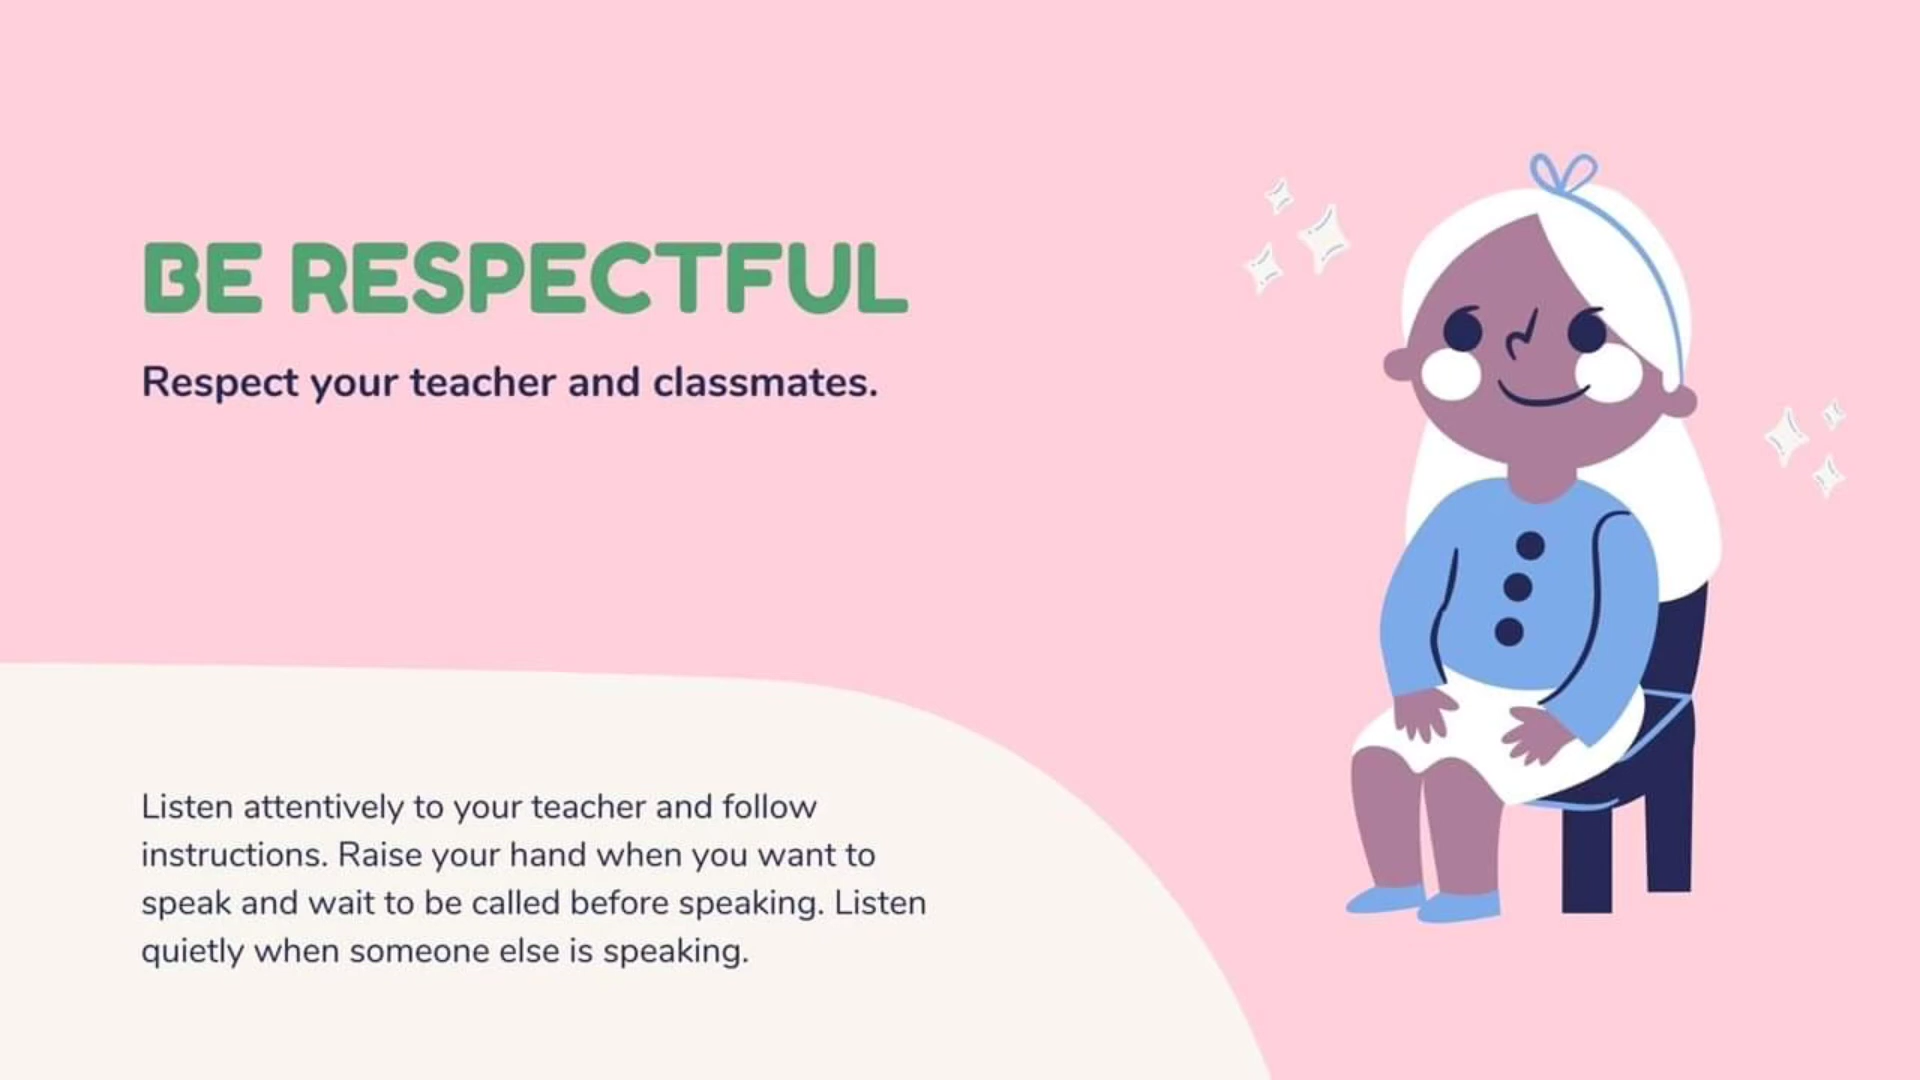 BE RESPECTFUL
Respect your teacher and classmates.
Listen attentively to your teacher and follow
instructions. Raise your hand when you want to
speak and wait to be called before speaking. Listen
quietly when someone else is speaking.